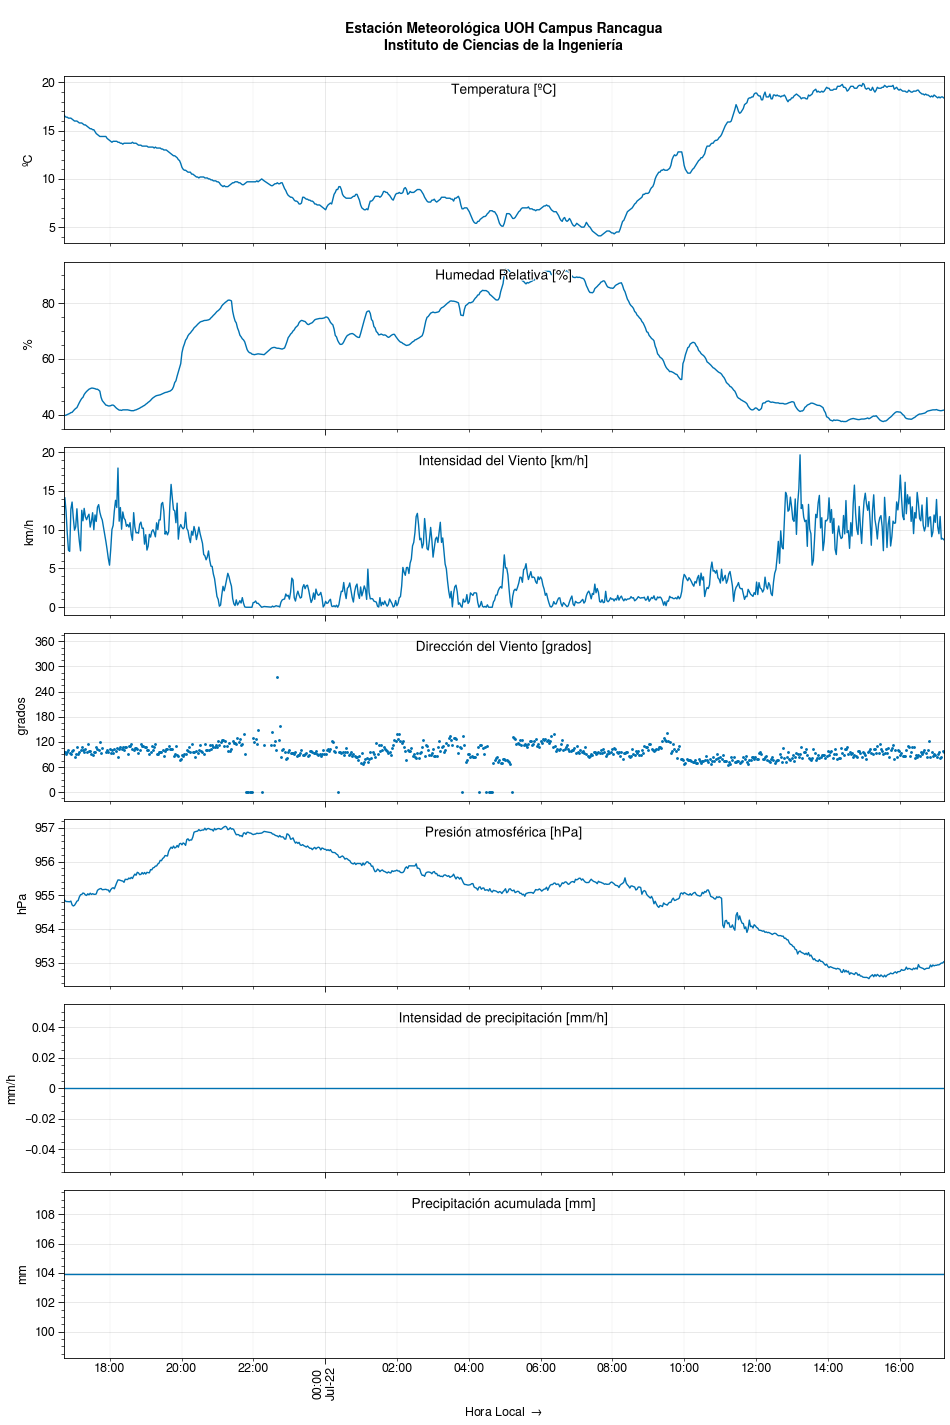 Estación Meteorológica UOH Campus Rancagua
Instituto de Ciencias de la Ingeniería
Temperatura [ºC]
20
15
10
5
ºC
Humedad Relativa [%]
80
60
40
%
Intensidad del Viento [km/h]
20
15
10
5
0
km/h
Dirección del Viento [grados]
360
300
240
180
120
60
0
grados
Presión atmosférica [hPa]
957
956
955
954
953
hPa
Intensidad de precipitación [mm/h]
0.04
0.02
0
−0.02
−0.04
mm/h
Precipitación acumulada [mm]
108
106
104
102
100
mm
18:00 20:00 22:00 00:00 02:00 04:00 06:00 08:00 10:00 12:00 14:00 16:00
Jul-22
Hora Local →